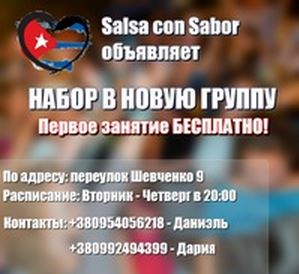 Salsa con Sabor
объявляет
НАБОР В НОВУЮ ГРУППУ
Первое занятие БЕСПЛАТНО!
По адресу: переулок Шевченко 9
Расписание: Вторник - Четверг в 20:00
Контакты: +380954056218 - Даниэль
+380992494399 - Дария